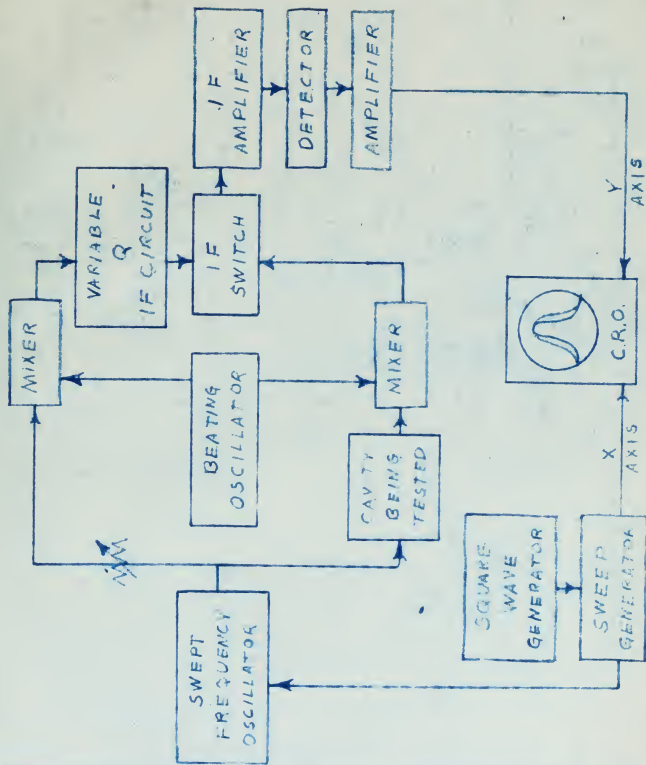 MIXER
VARIABLE
Q
IF CIRCUIT
IF
SWITCH
IF
AMPLIFIER
DETECTOR
AMPLIFIER
BEATING
OSCILLATOR
MIXER
CAVITY
BEING
TESTED
SWEPT
FREQUENCY
OSCILLATOR
SQUARE
WAVE
GENERATOR
SWEEP
GENERATOR
X
AXIS
C.R.O.
Y
AXIS